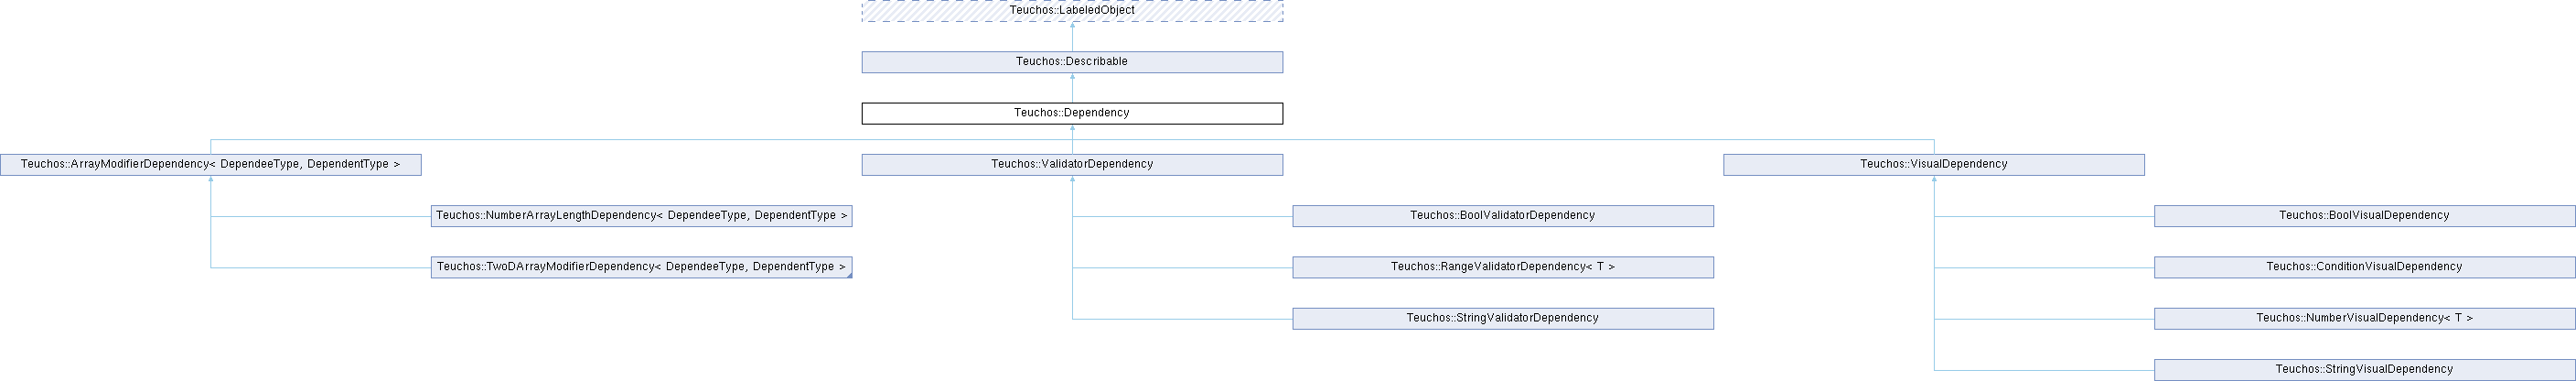 Teuchos::LabeledObject
Teuchos::Describable
Teuchos::Dependency
Teuchos::ArrayModifierDependency< DependeeType, DependentType >
Teuchos::ValidatorDependency
Teuchos::VisualDependency
Teuchos::NumberArrayLengthDependency< DependeeType, DependentType >
Teuchos::BoolValidatorDependency
Teuchos::BoolVisualDependency
Teuchos::TwoDArrayModifierDependency< DependeeType, DependentType >
Teuchos::RangeValidatorDependency< T >
Teuchos::ConditionVisualDependency
Teuchos::StringValidatorDependency
Teuchos::NumberVisualDependency< T >
Teuchos::StringVisualDependency